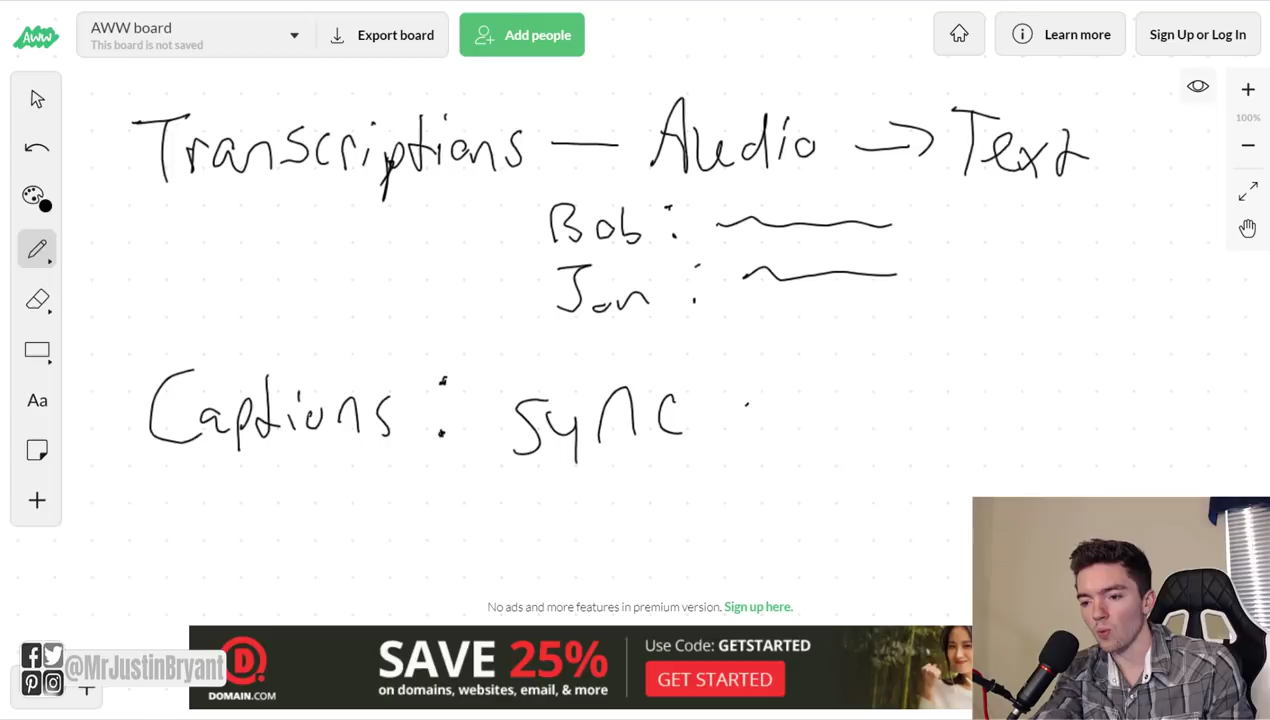 AWW
AWW board
This board is not saved
Export board
Add people
Learn more
Sign Up or Log In
100%
Transcriptions — Audio → Text
Bob :
Jon :
Captions : sync
Aa
No ads and more features in premium version. Sign up here.
D
DOMAIN.COM
SAVE 25%
on domains, websites, email, & more
Use Code: GETSTARTED
GET STARTED
@MrJustinBryant